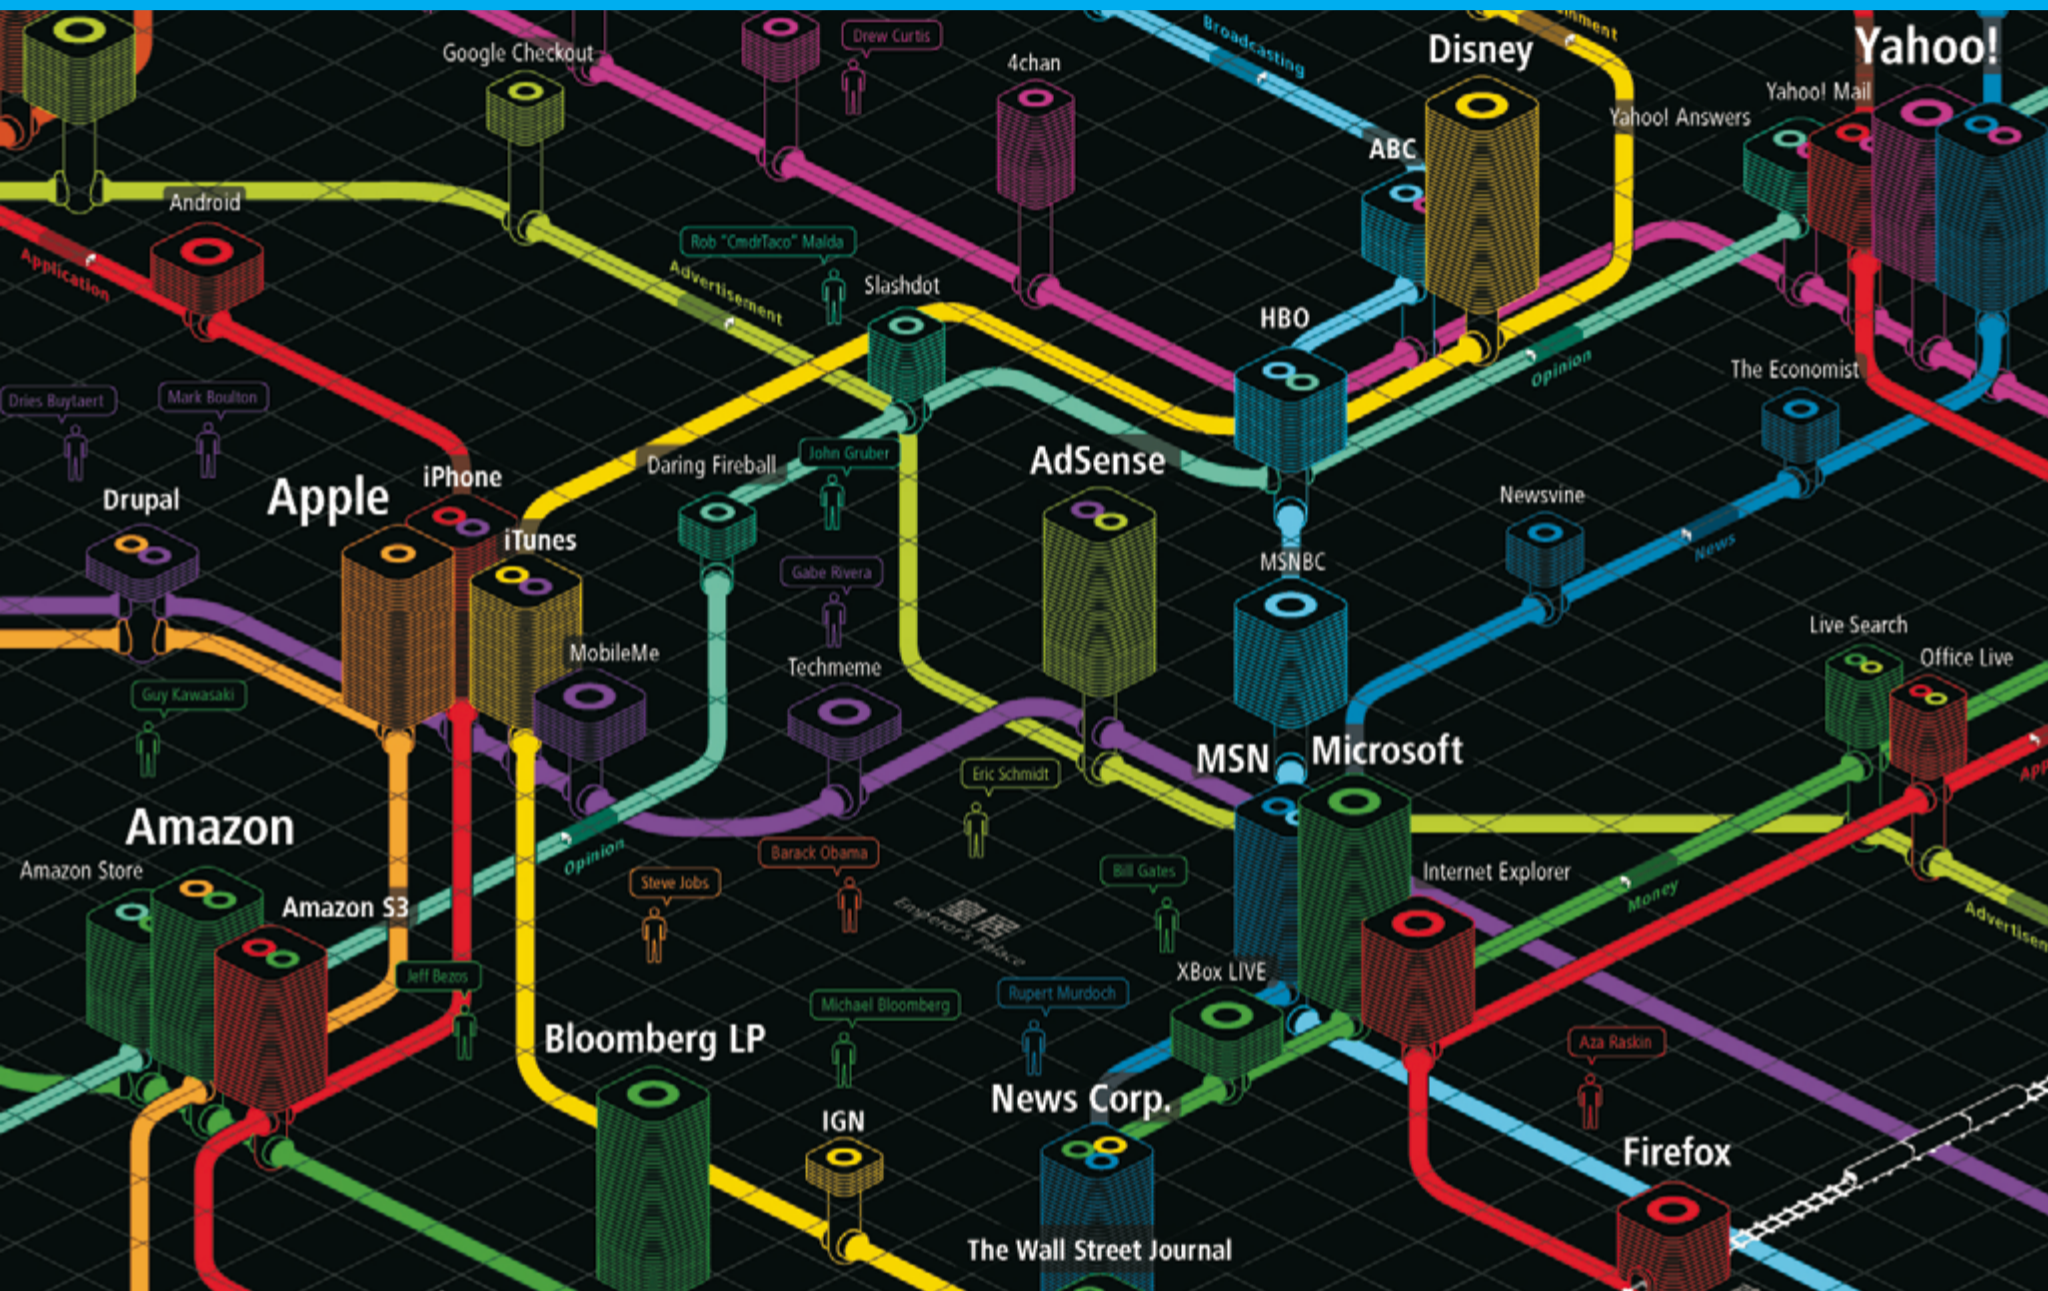 Drew Curtis
Google Checkout
4chan
Broadcasting
Disney
Yahoo!
Yahoo! Mail
Yahoo! Answers
ABC
Android
Application
Rob "CmdrTaco" Malda
Advertisement
Slashdot
HBO
Opinion
The Economist
Dries Buytaert
Mark Boulton
Daring Fireball
John Gruber
AdSense
Apple
iPhone
Drupal
iTunes
Newsvine
News
Gabe Rivera
MSNBC
MobileMe
Techmeme
Live Search
Office Live
Guy Kawasaki
Eric Schmidt
MSN
Microsoft
Amazon
Amazon Store
Opinion
Barack Obama
Steve Jobs
Bill Gates
Internet Explorer
Money
Amazon S3
皇居
Emperor's Palace
Jeff Bezos
XBox LIVE
Michael Bloomberg
Rupert Murdoch
Bloomberg LP
Aza Raskin
News Corp.
IGN
Firefox
The Wall Street Journal